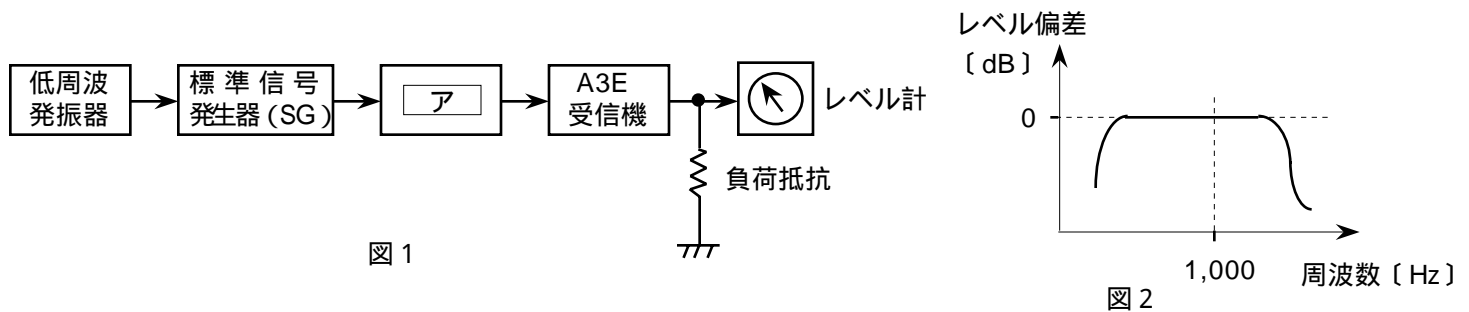 低周波
発振器
標準信号
発生器(SG)
ア
A3E
受信機
レベル計
負荷抵抗
図1
レベル偏差
〔dB〕
0
1,000
周波数〔Hz〕
図2